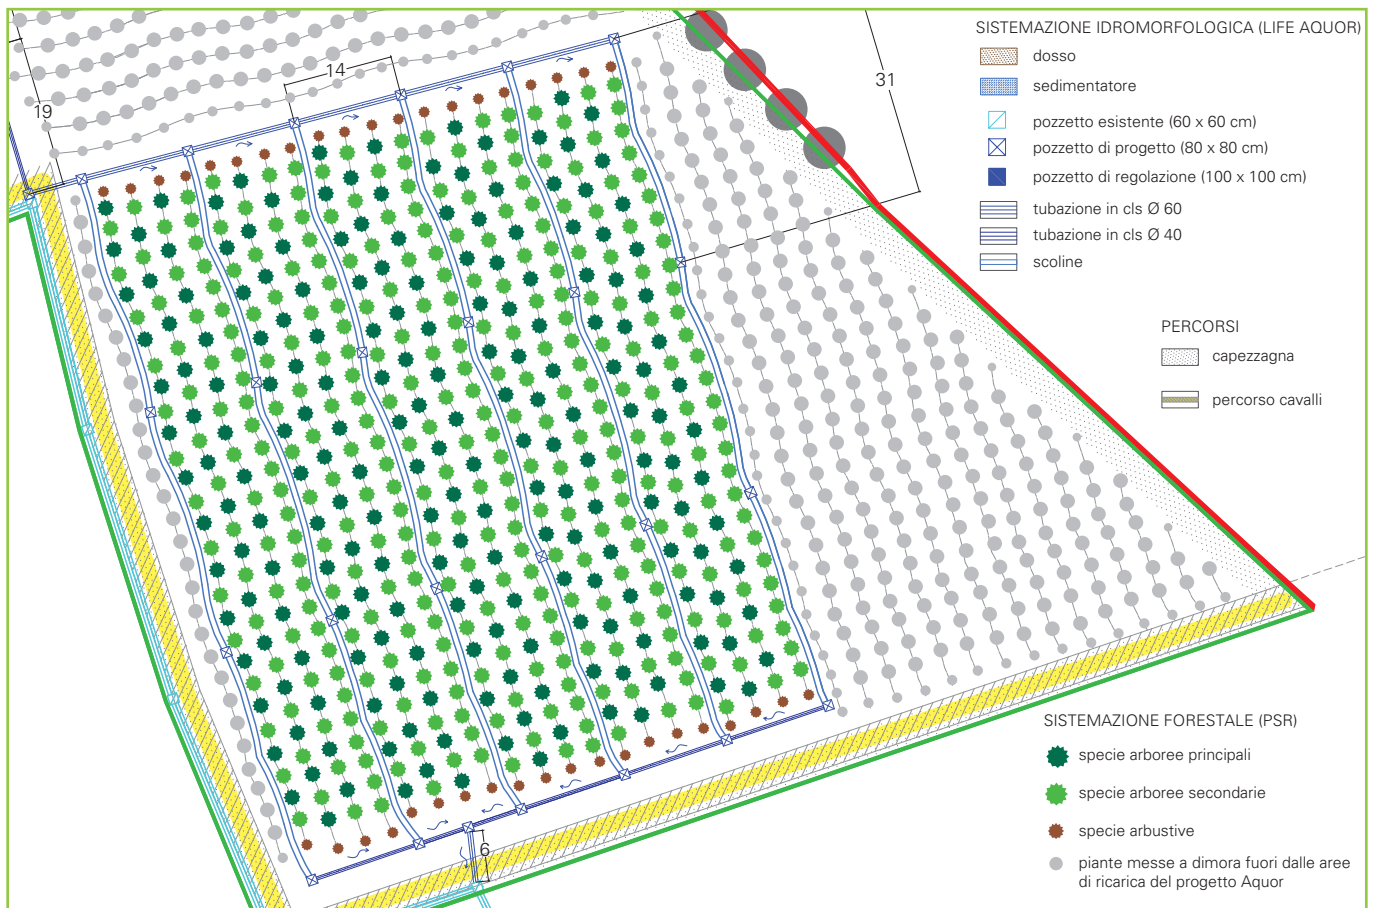 SISTEMAZIONE IDROMORFOLOGICA (LIFE AQUOR)
dosso
sedimentatore
pozzetto esistente (60 x 60 cm)
pozzetto di progetto (80 x 80 cm)
pozzetto di regolazione (100 x 100 cm)
tubazione in cls Ø 60
tubazione in cls Ø 40
scoline
PERCORSI
capezzagna
percorso cavalli
SISTEMAZIONE FORESTALE (PSR)
specie arboree principali
specie arboree secondarie
specie arbustive
piante messe a dimora fuori dalle aree
di ricarica del progetto Aquor
14
31
19
6